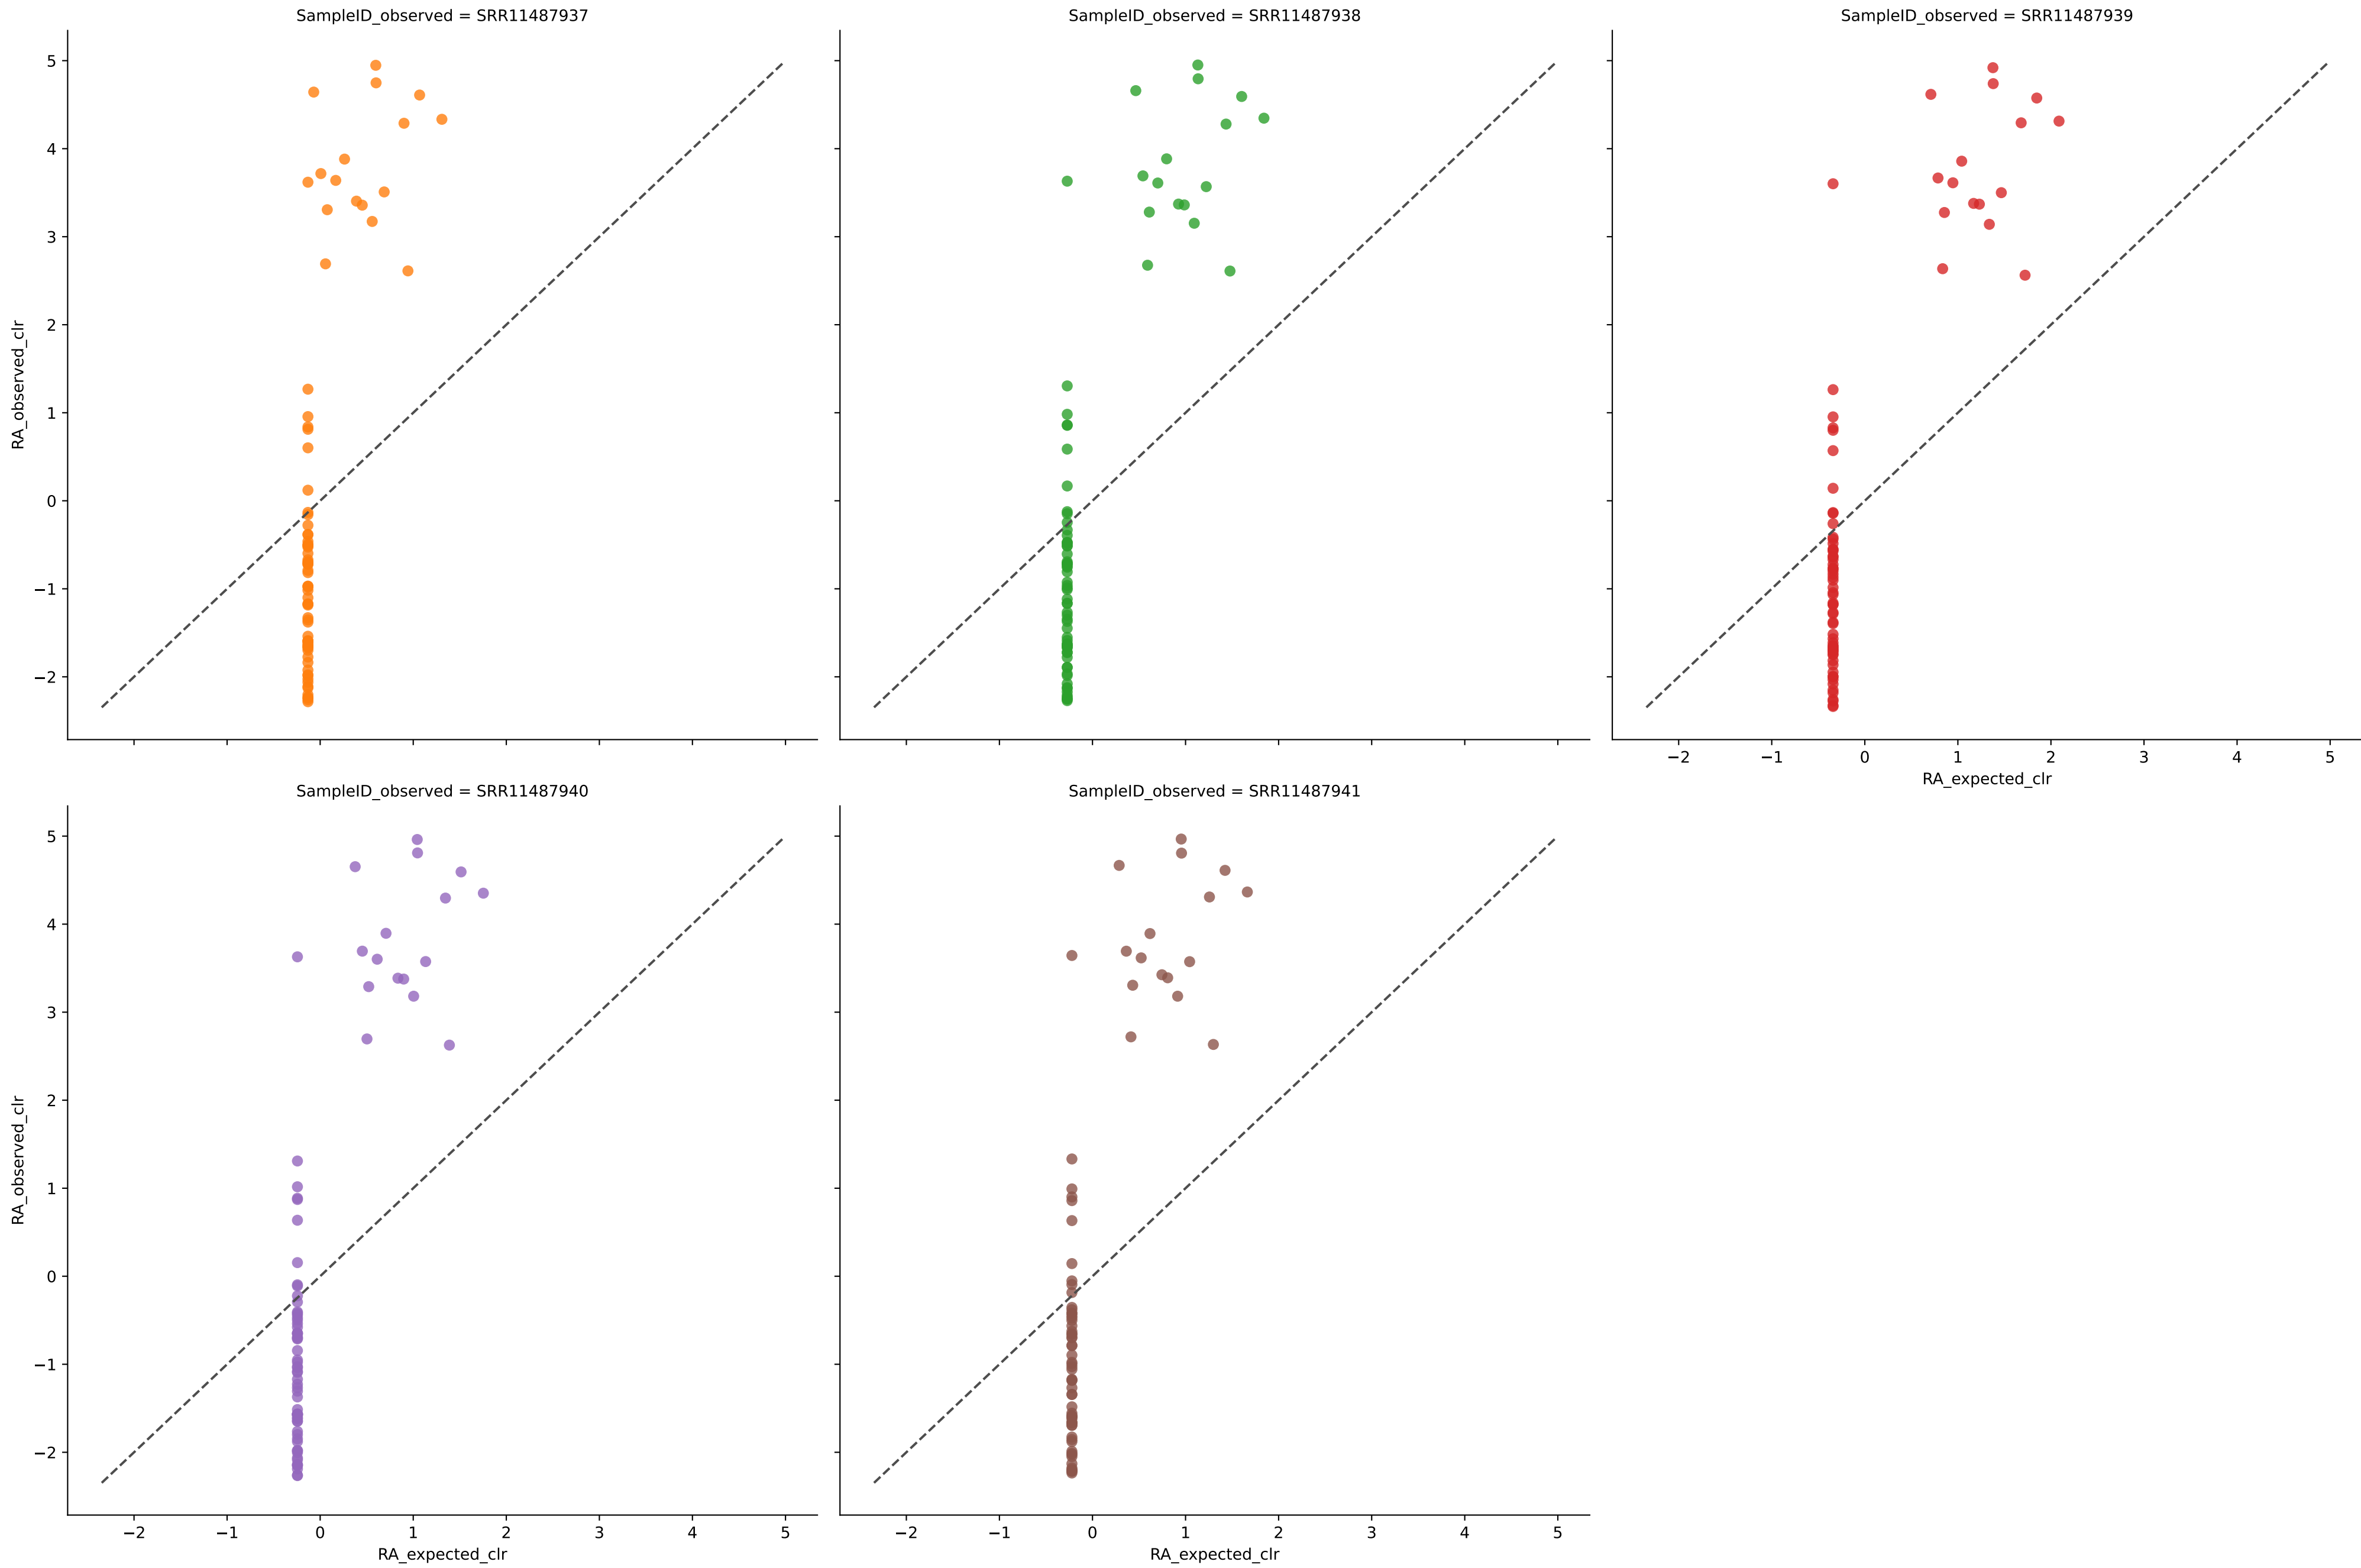 SampleID_observed = SRR11487937
SampleID_observed = SRR11487938
SampleID_observed = SRR11487939
5
4
3
2
1
0
−1
−2
RA_observed_clr
−2 −1 0 1 2 3 4 5
RA_expected_clr
SampleID_observed = SRR11487940
SampleID_observed = SRR11487941
5
4
3
2
1
0
−1
−2
RA_observed_clr
−2 −1 0 1 2 3 4 5
−2 −1 0 1 2 3 4 5
RA_expected_clr
RA_expected_clr